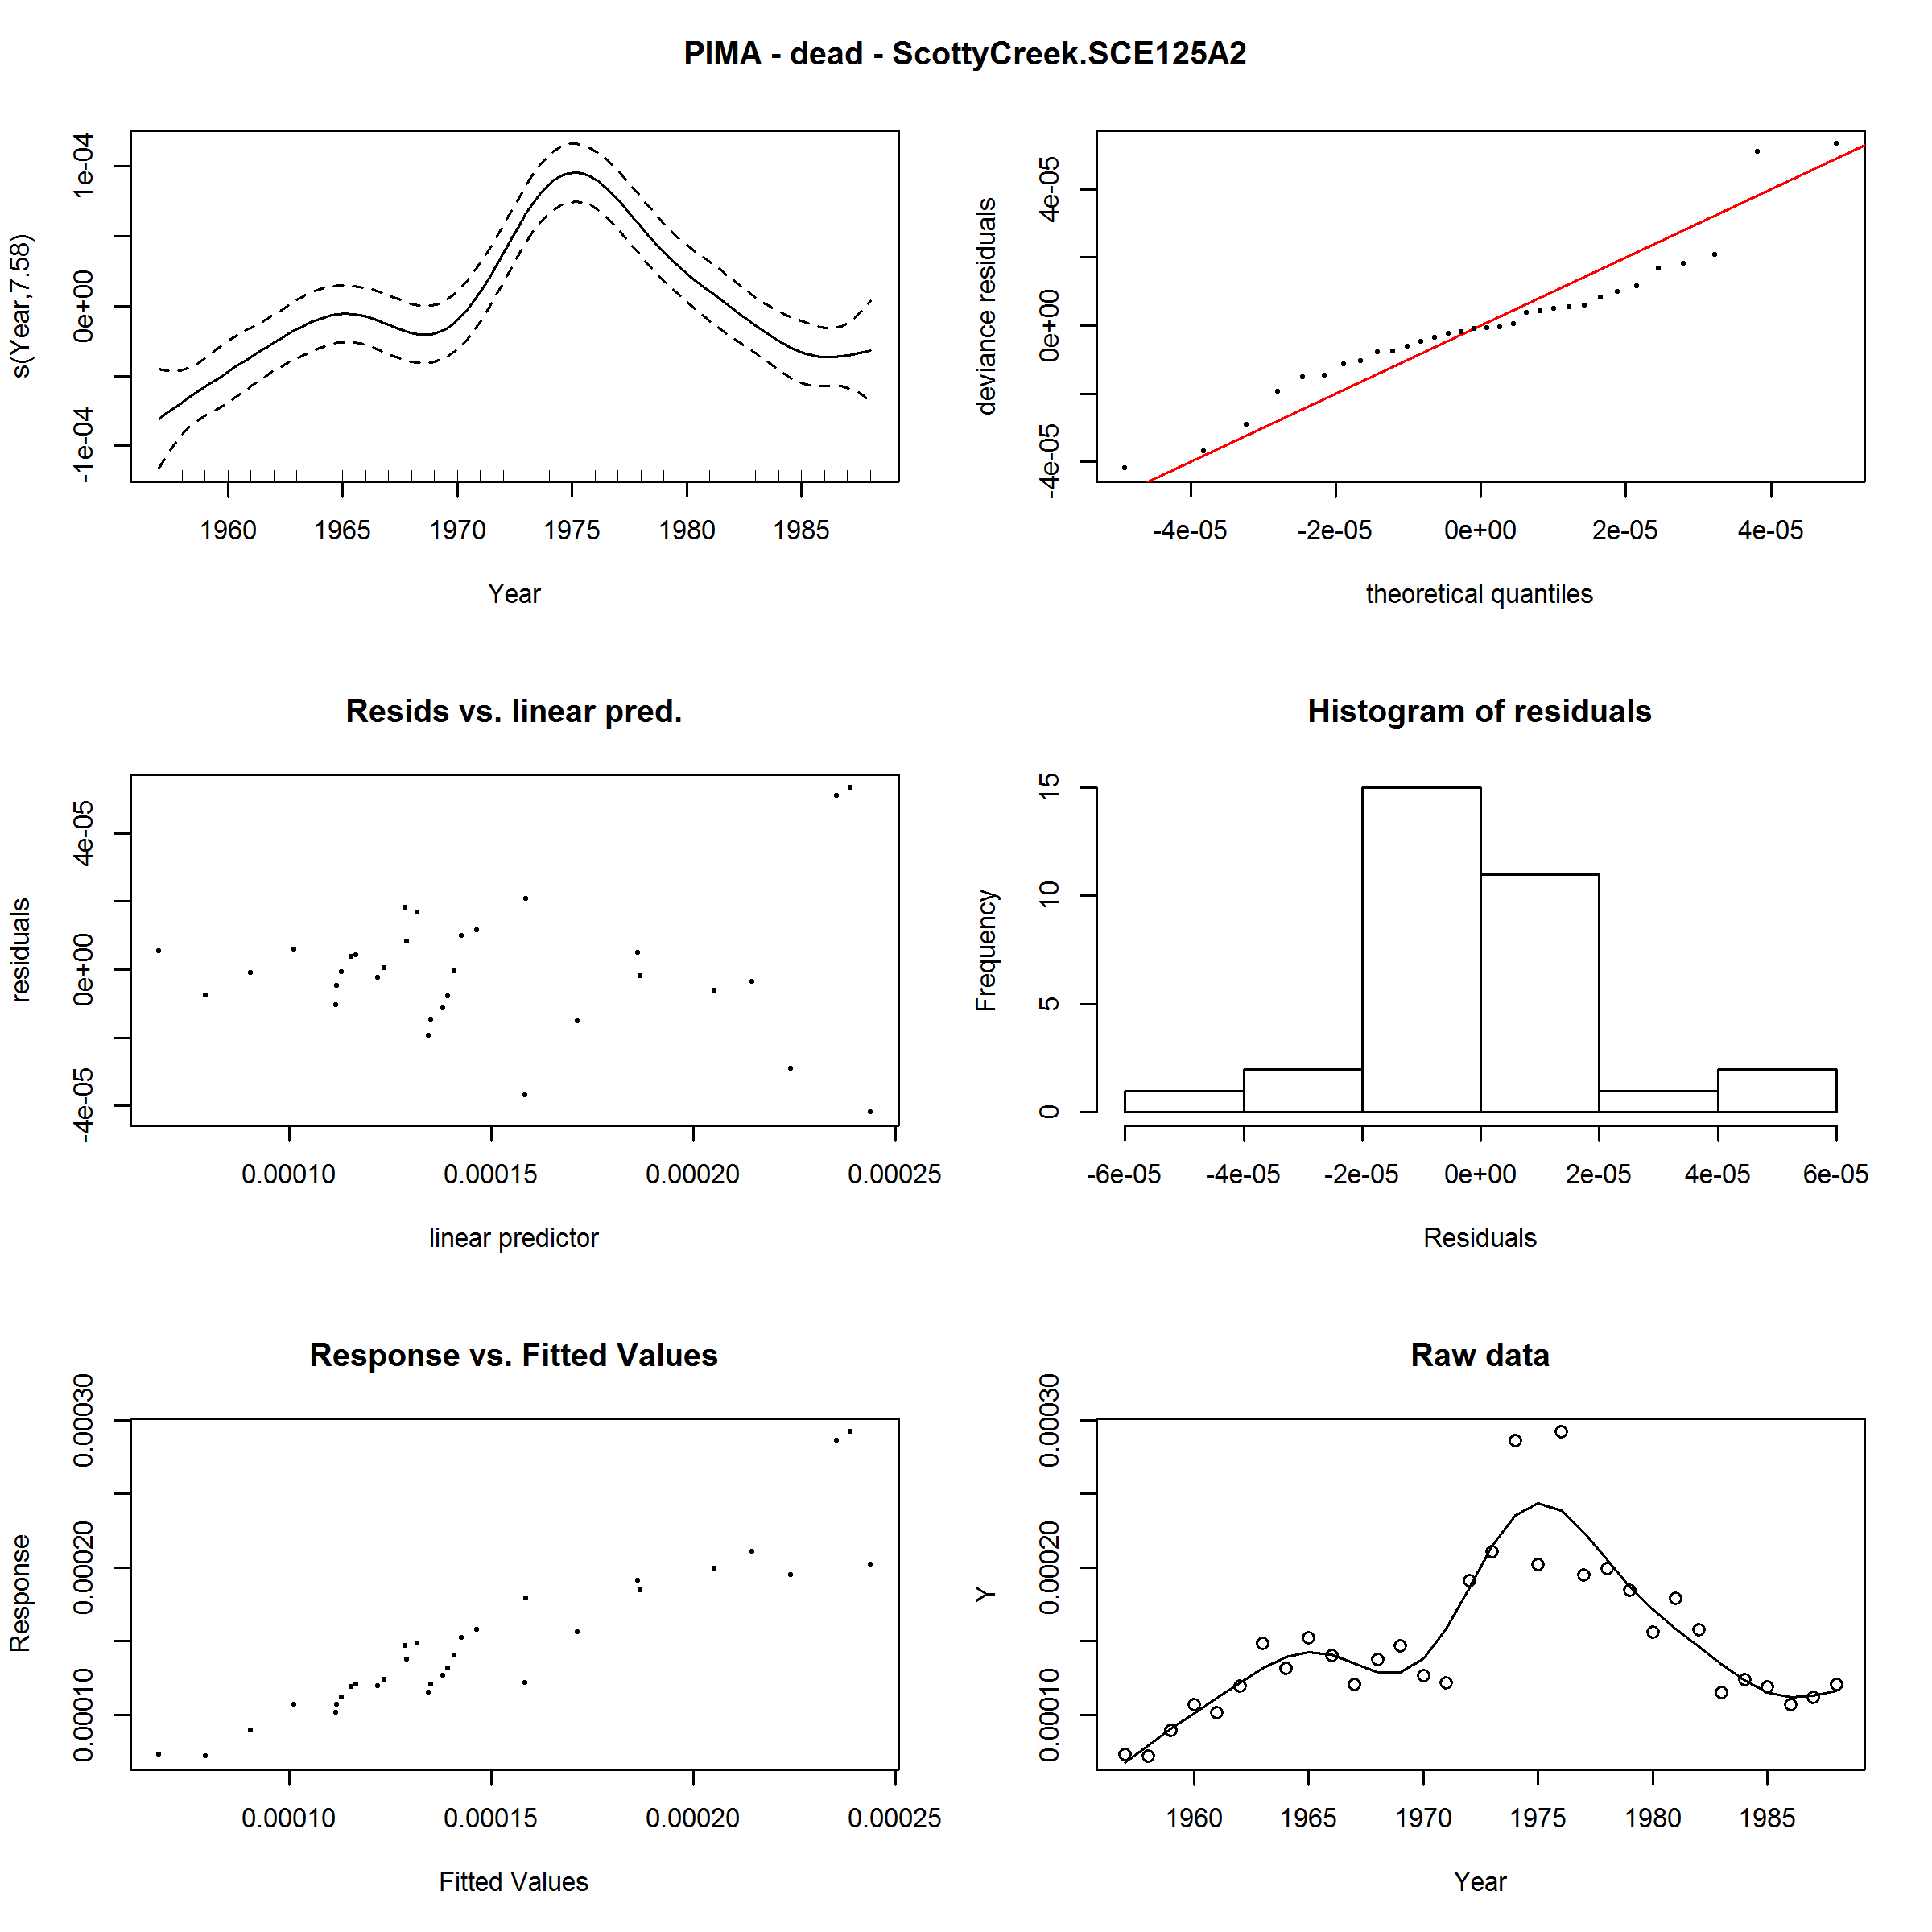 PIMA - dead - ScottyCreek.SCE125A2
s(Year,7.58)
1e-04
0e+00
-1e-04
1960 1965 1970 1975 1980 1985
Year
deviance residuals
4e-05
0e+00
-4e-05
-4e-05 -2e-05 0e+00 2e-05 4e-05
theoretical quantiles
Resids vs. linear pred.
residuals
4e-05
0e+00
-4e-05
0.00010 0.00015 0.00020 0.00025
linear predictor
Histogram of residuals
Frequency
15
10
5
0
-6e-05 -4e-05 -2e-05 0e+00 2e-05 4e-05 6e-05
Residuals
Response vs. Fitted Values
Response
0.00030
0.00020
0.00010
0.00010 0.00015 0.00020 0.00025
Fitted Values
Raw data
Y
0.00030
0.00020
0.00010
1960 1965 1970 1975 1980 1985
Year